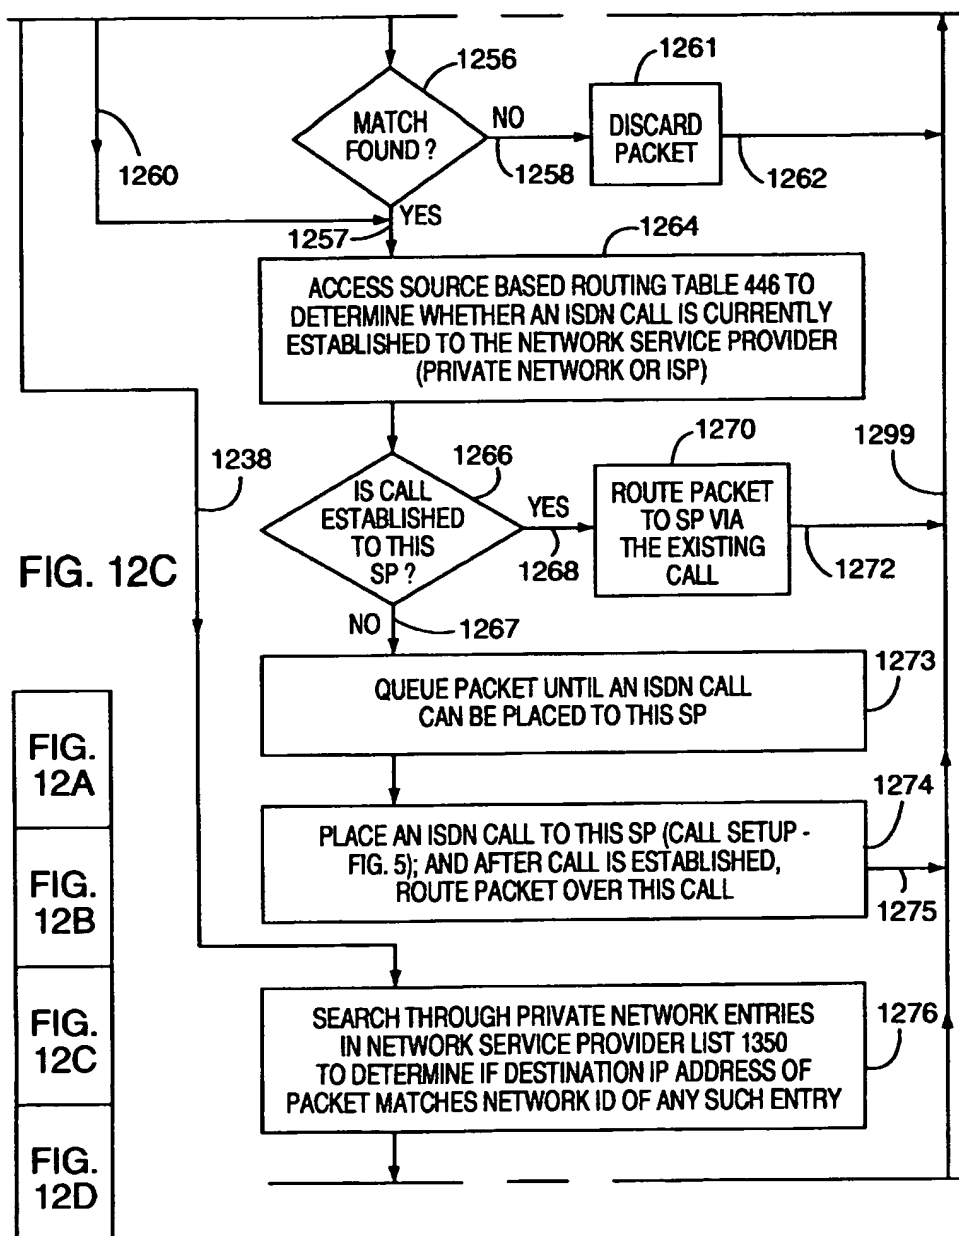 1256
1261
MATCH
FOUND ?
NO
DISCARD
PACKET
1260
1258
1262
YES
1257
1264
ACCESS SOURCE BASED ROUTING TABLE 446 TO
DETERMINE WHETHER AN ISDN CALL IS CURRENTLY
ESTABLISHED TO THE NETWORK SERVICE PROVIDER
(PRIVATE NETWORK OR ISP)
1238
1266
1270
1299
IS CALL
ESTABLISHED
TO THIS
SP ?
YES
ROUTE PACKET
TO SP VIA
THE EXISTING
CALL
1268
1272
FIG. 12C
NO
1267
1273
QUEUE PACKET UNTIL AN ISDN CALL
CAN BE PLACED TO THIS SP
1274
PLACE AN ISDN CALL TO THIS SP (CALL SETUP -
FIG. 5); AND AFTER CALL IS ESTABLISHED,
ROUTE PACKET OVER THIS CALL
1275
1276
SEARCH THROUGH PRIVATE NETWORK ENTRIES
IN NETWORK SERVICE PROVIDER LIST 1350
TO DETERMINE IF DESTINATION IP ADDRESS OF
PACKET MATCHES NETWORK ID OF ANY SUCH ENTRY
FIG.
12A
FIG.
12B
FIG.
12C
FIG.
12D